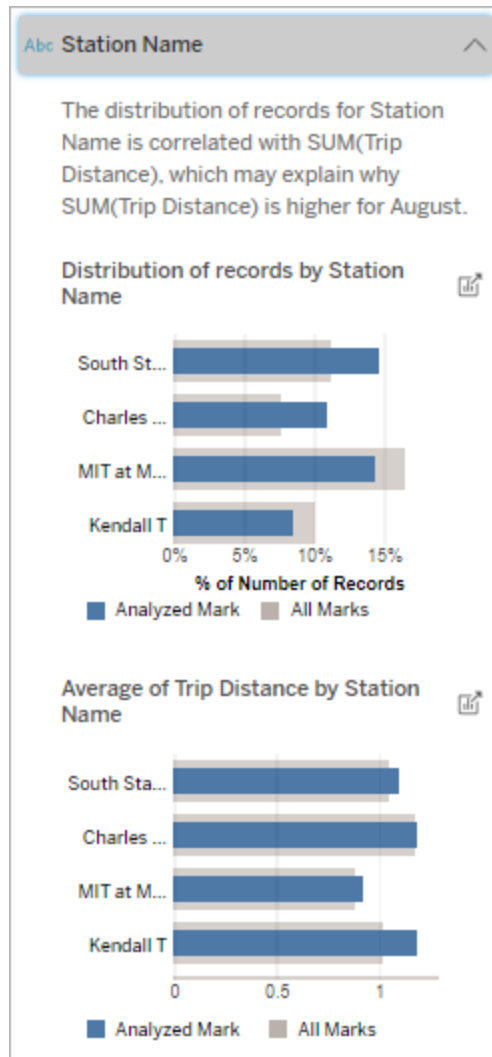 Abc Station Name
The distribution of records for Station
Name is correlated with SUM(Trip
Distance), which may explain why
SUM(Trip Distance) is higher for August.
Distribution of records by Station
Name
South St...
Charles ...
MIT at M...
Kendall T
0% 5% 10% 15%
% of Number of Records
Analyzed Mark All Marks
Average of Trip Distance by Station
Name
South Sta...
Charles ...
MIT at M...
Kendall T
0 0.5 1
Analyzed Mark All Marks